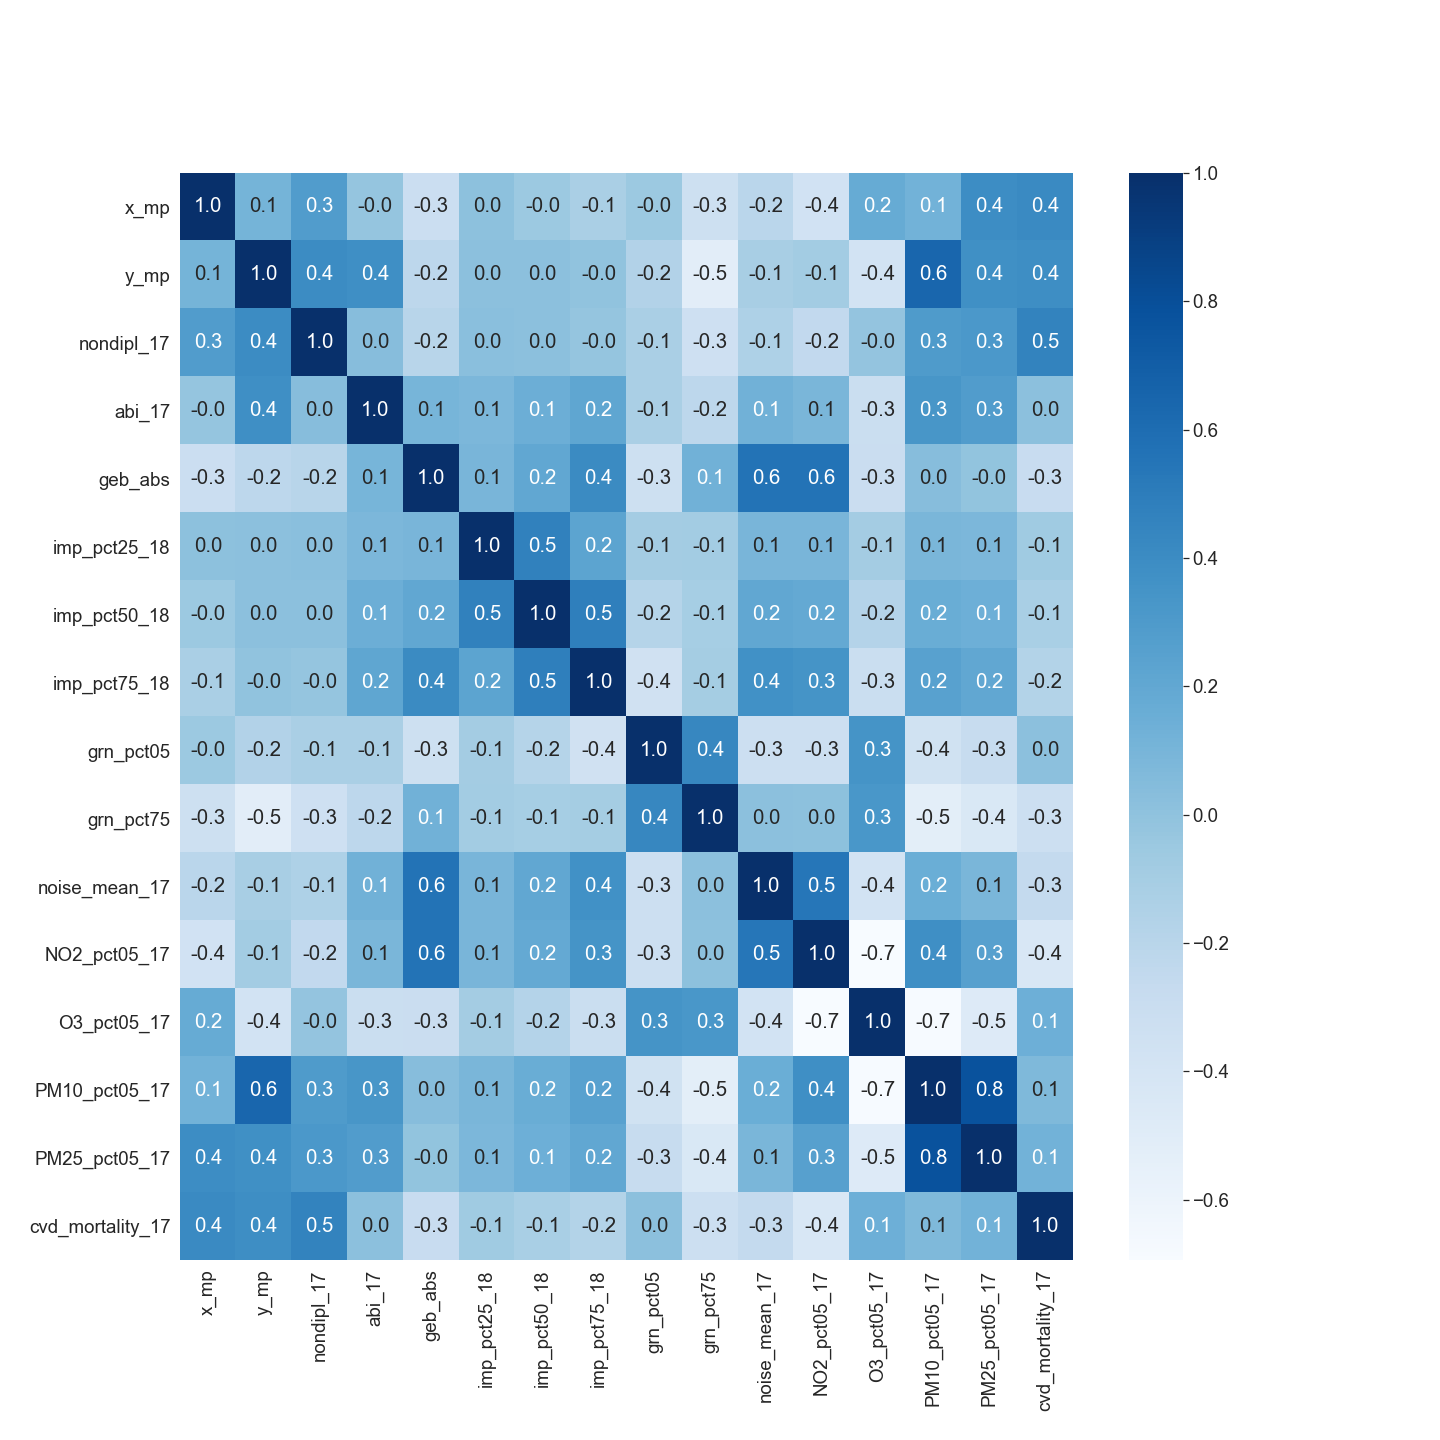 x_mp 1.0 0.1 0.3 -0.0 -0.3 0.0 -0.0 -0.1 -0.0 -0.3 -0.2 -0.4 0.2 0.1 0.4 0.4
y_mp 0.1 1.0 0.4 0.4 -0.2 0.0 0.0 -0.0 -0.2 -0.5 -0.1 -0.1 -0.4 0.6 0.4 0.4
nondipl_17 0.3 0.4 1.0 0.0 -0.2 0.0 0.0 -0.0 -0.1 -0.3 -0.1 -0.2 -0.0 0.3 0.3 0.5
abi_17 -0.0 0.4 0.0 1.0 0.1 0.1 0.1 0.2 -0.1 -0.2 0.1 0.1 -0.3 0.3 0.3 0.0
geb_abs -0.3 -0.2 -0.2 0.1 1.0 0.1 0.2 0.4 -0.3 0.1 0.6 0.6 -0.3 0.0 -0.0 -0.3
imp_pct25_18 0.0 0.0 0.0 0.1 0.1 1.0 0.5 0.2 -0.1 -0.1 0.1 0.1 -0.1 0.1 0.1 -0.1
imp_pct50_18 -0.0 0.0 0.0 0.1 0.2 0.5 1.0 0.5 -0.2 -0.1 0.2 0.2 -0.2 0.2 0.1 -0.1
imp_pct75_18 -0.1 -0.0 -0.0 0.2 0.4 0.2 0.5 1.0 -0.4 -0.1 0.4 0.3 -0.3 0.2 0.2 -0.2
grn_pct05 -0.0 -0.2 -0.1 -0.1 -0.3 -0.1 -0.2 -0.4 1.0 0.4 -0.3 -0.3 0.3 -0.4 -0.3 0.0
grn_pct75 -0.3 -0.5 -0.3 -0.2 0.1 -0.1 -0.1 -0.1 0.4 1.0 0.0 0.0 0.3 -0.5 -0.4 -0.3
noise_mean_17 -0.2 -0.1 -0.1 0.1 0.6 0.1 0.2 0.4 -0.3 0.0 1.0 0.5 -0.4 0.2 0.1 -0.3
NO2_pct05_17 -0.4 -0.1 -0.2 0.1 0.6 0.1 0.2 0.3 -0.3 0.0 0.5 1.0 -0.7 0.4 0.3 -0.4
O3_pct05_17 0.2 -0.4 -0.0 -0.3 -0.3 -0.1 -0.2 -0.3 0.3 0.3 -0.4 -0.7 1.0 -0.7 -0.5 0.1
PM10_pct05_17 0.1 0.6 0.3 0.3 0.0 0.1 0.2 0.2 -0.4 -0.5 0.2 0.4 -0.7 1.0 0.8 0.1
PM25_pct05_17 0.4 0.4 0.3 0.3 -0.0 0.1 0.1 0.2 -0.3 -0.4 0.1 0.3 -0.5 0.8 1.0 0.1
cvd_mortality_17 0.4 0.4 0.5 0.0 -0.3 -0.1 -0.1 -0.2 0.0 -0.3 -0.3 -0.4 0.1 0.1 0.1 1.0
x_mp
y_mp
nondipl_17
abi_17
geb_abs
imp_pct25_18
imp_pct50_18
imp_pct75_18
grn_pct05
grn_pct75
noise_mean_17
NO2_pct05_17
O3_pct05_17
PM10_pct05_17
PM25_pct05_17
cvd_mortality_17
1.0
0.8
0.6
0.4
0.2
0.0
−0.2
−0.4
−0.6